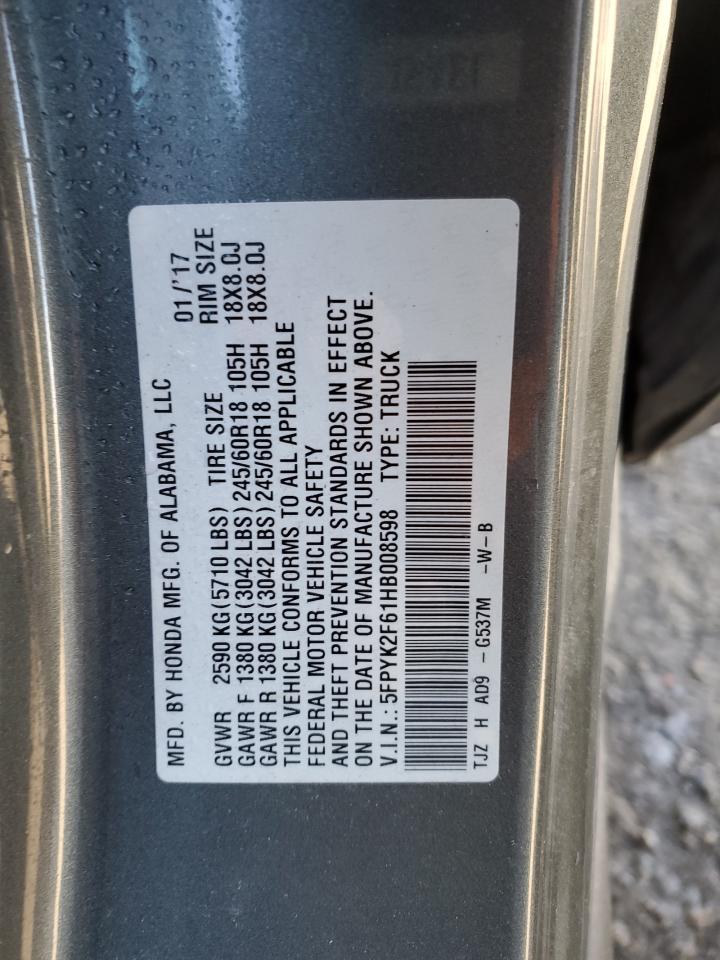 MFD. BY HONDA MFG. OF ALABAMA, LLC 01/'17
GVWR 2590 KG(5710 LBS) TIRE SIZE RIM SIZE
GAWR F 1380 KG(3042 LBS)245/60R18 105H 18X8.0J
GAWR R 1380 KG(3042 LBS)245/60R18 105H 18X8.0J
THIS VEHICLE CONFORMS TO ALL APPLICABLE
FEDERAL MOTOR VEHICLE SAFETY
AND THEFT PREVENTION STANDARDS IN EFFECT
ON THE DATE OF MANUFACTURE SHOWN ABOVE.
V.I.N.: 5FPYK2F61HB008598 TYPE: TRUCK
TJZ H AD9 -G537M -W-B